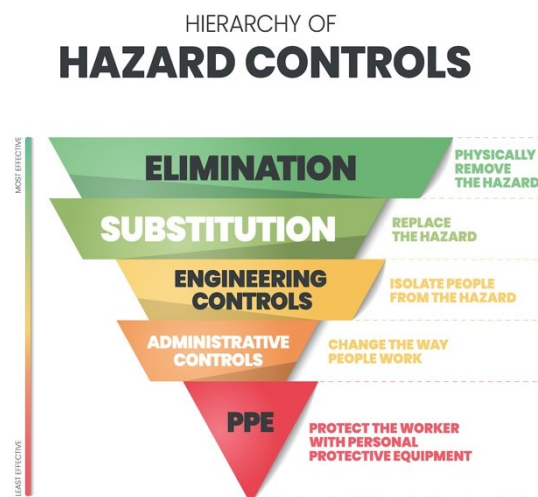 HIERARCHY OF
HAZARD CONTROLS
MOST EFFECTIVE
ELIMINATION
PHYSICALLY
REMOVE
THE HAZARD
SUBSTITUTION
REPLACE
THE HAZARD
ENGINEERING
CONTROLS
ISOLATE PEOPLE
FROM THE HAZARD
ADMINISTRATIVE
CONTROLS
CHANGE THE WAY
PEOPLE WORK
PPE
PROTECT THE WORKER
WITH PERSONAL
PROTECTIVE EQUIPMENT
LEAST EFFECTIVE